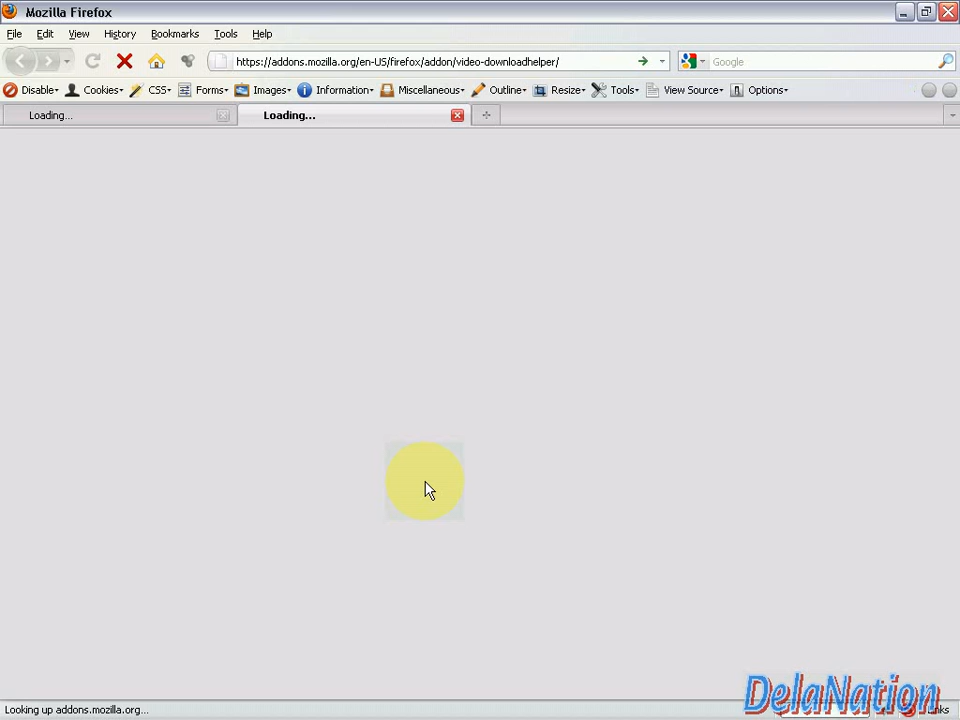 Mozilla Firefox
File Edit View History Bookmarks Tools Help
https://addons.mozilla.org/en-US/firefox/addon/video-downloadhelper/ Google
Disable Cookies CSS Forms Images Information Miscellaneous Outline Resize Tools View Source Options
Loading... Loading...
DelaNation
Looking up addons.mozilla.org...